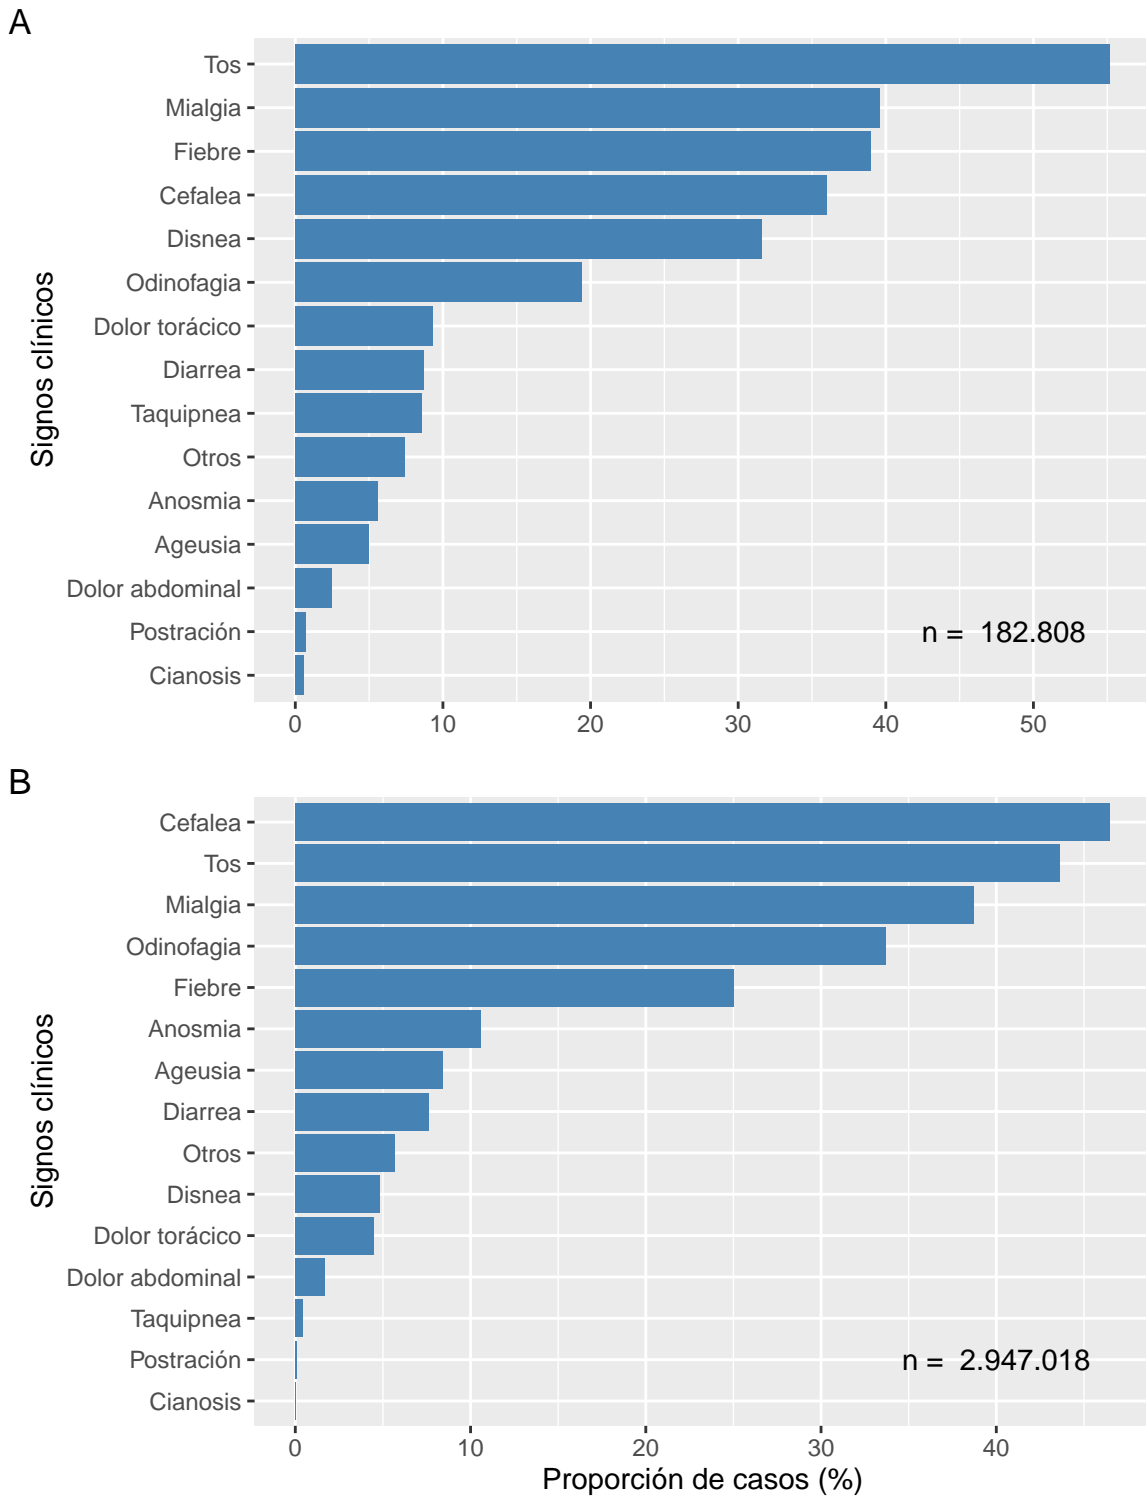 A
Signos clínicos
Tos
Mialgia
Fiebre
Cefalea
Disnea
Odinofagia
Dolor torácico
Diarrea
Taquipnea
Otros
Anosmia
Ageusia
Dolor abdominal
Postración
Cianosis
n =  182.808
0 10 20 30 40 50
B
Signos clínicos
Cefalea
Tos
Mialgia
Odinofagia
Fiebre
Anosmia
Ageusia
Diarrea
Otros
Disnea
Dolor torácico
Dolor abdominal
Taquipnea
Postración
Cianosis
n =  2.947.018
0 10 20 30 40
Proporción de casos (%)